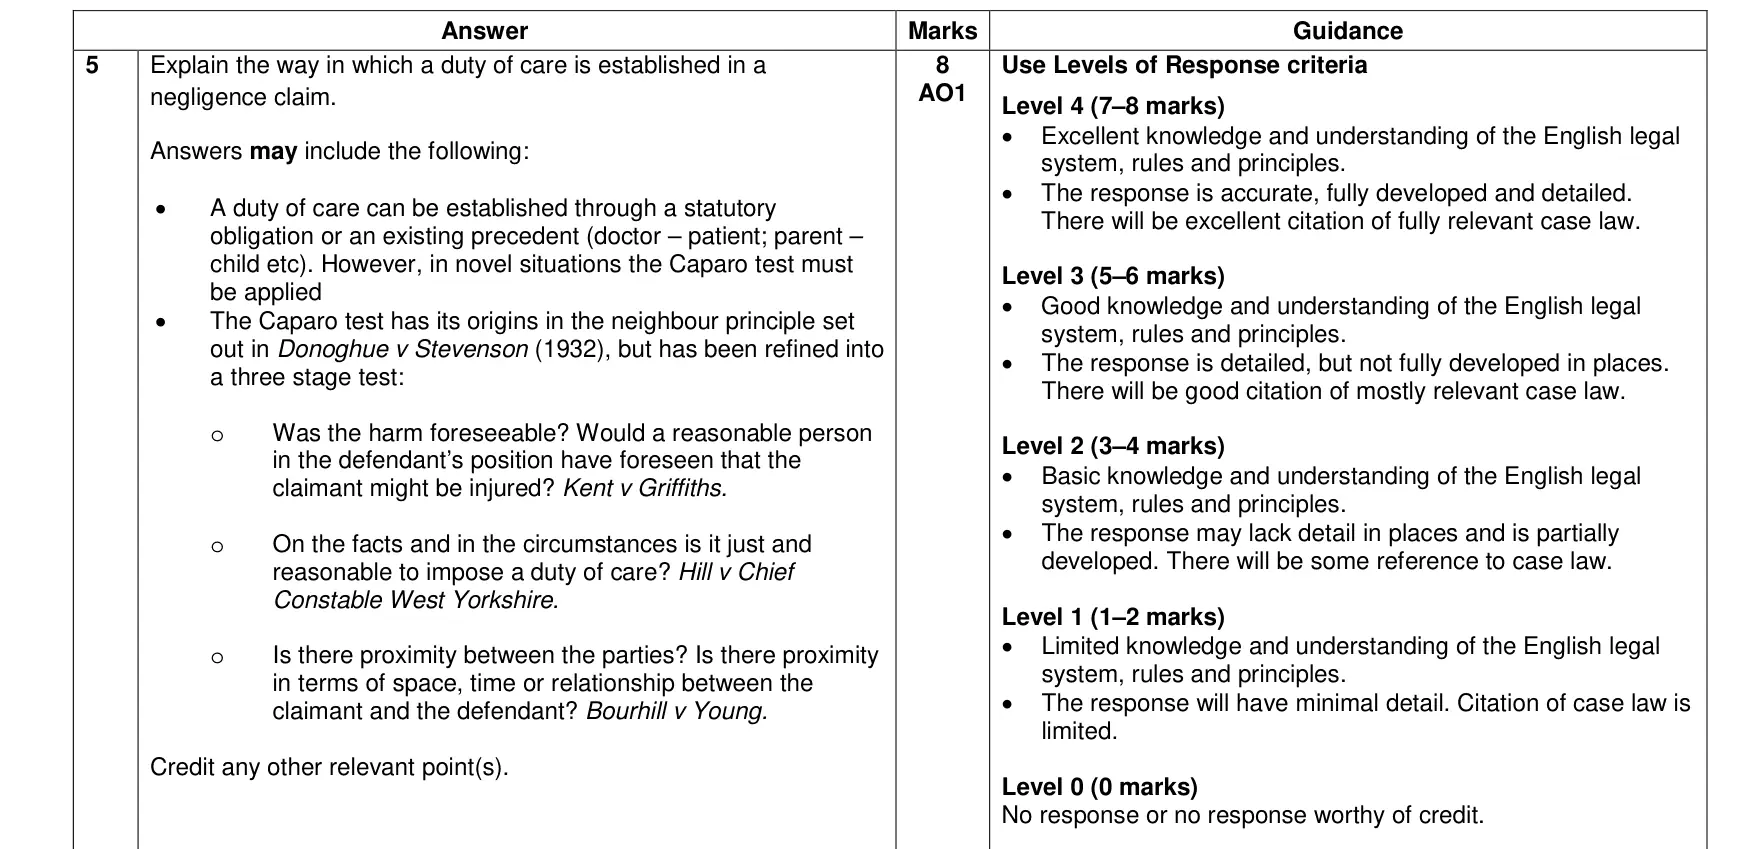 Answer Marks Guidance
5 Explain the way in which a duty of care is established in a
negligence claim.
Answers may include the following:
• A duty of care can be established through a statutory
obligation or an existing precedent (doctor – patient; parent –
child etc). However, in novel situations the Caparo test must
be applied
• The Caparo test has its origins in the neighbour principle set
out in Donoghue v Stevenson (1932), but has been refined into
a three stage test:
o Was the harm foreseeable? Would a reasonable person
in the defendant’s position have foreseen that the
claimant might be injured? Kent v Griffiths.
o On the facts and in the circumstances is it just and
reasonable to impose a duty of care? Hill v Chief
Constable West Yorkshire.
o Is there proximity between the parties? Is there proximity
in terms of space, time or relationship between the
claimant and the defendant? Bourhill v Young.
Credit any other relevant point(s).
8
AO1
Use Levels of Response criteria
Level 4 (7–8 marks)
• Excellent knowledge and understanding of the English legal
system, rules and principles.
• The response is accurate, fully developed and detailed.
There will be excellent citation of fully relevant case law.
Level 3 (5–6 marks)
• Good knowledge and understanding of the English legal
system, rules and principles.
• The response is detailed, but not fully developed in places.
There will be good citation of mostly relevant case law.
Level 2 (3–4 marks)
• Basic knowledge and understanding of the English legal
system, rules and principles.
• The response may lack detail in places and is partially
developed. There will be some reference to case law.
Level 1 (1–2 marks)
• Limited knowledge and understanding of the English legal
system, rules and principles.
• The response will have minimal detail. Citation of case law is
limited.
Level 0 (0 marks)
No response or no response worthy of credit.